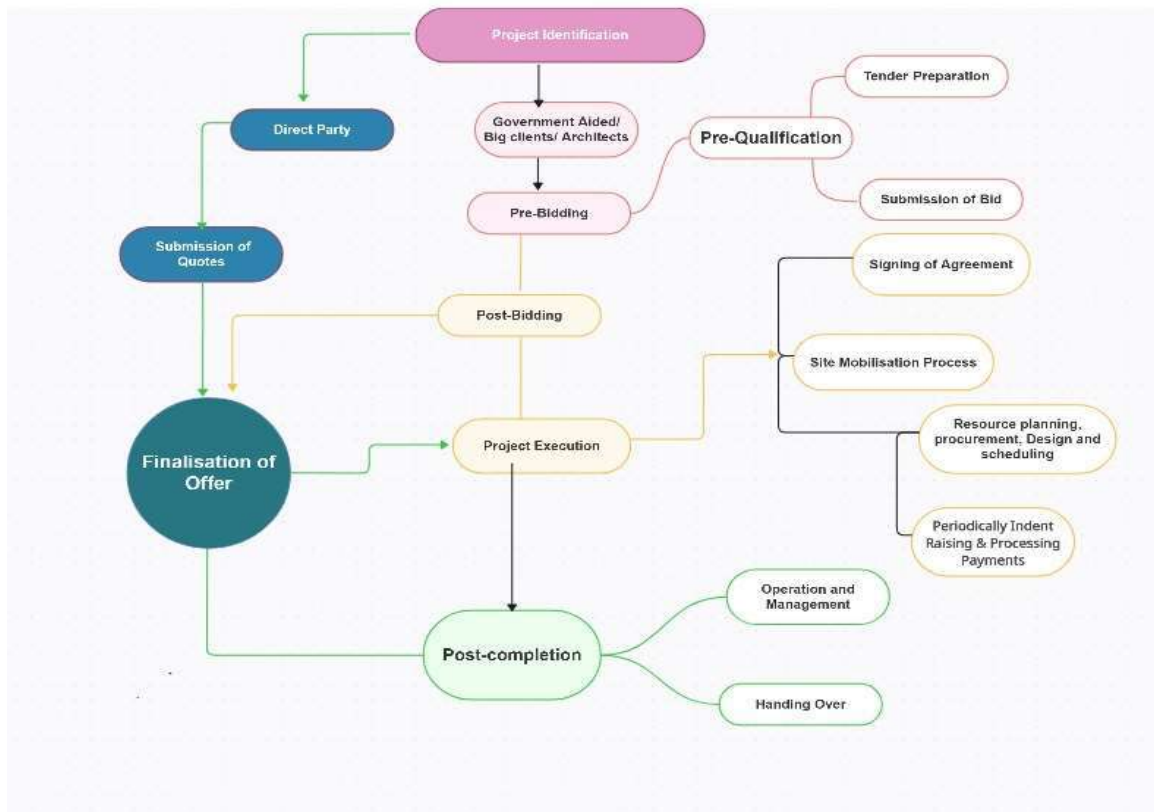 Project Identification
Tender Preparation
Government Aided/
Big clients/ Architects
Direct Party
Pre-Qualification
Submission of Bid
Pre-Bidding
Submission of
Quotes
Signing of Agreement
Post-Bidding
Site Mobilisation Process
Resource planning,
procurement, Design and
scheduling
Project Execution
Finalisation of
Offer
Periodically Indent
Raising & Processing
Payments
Operation and
Management
Post-completion
Handing Over